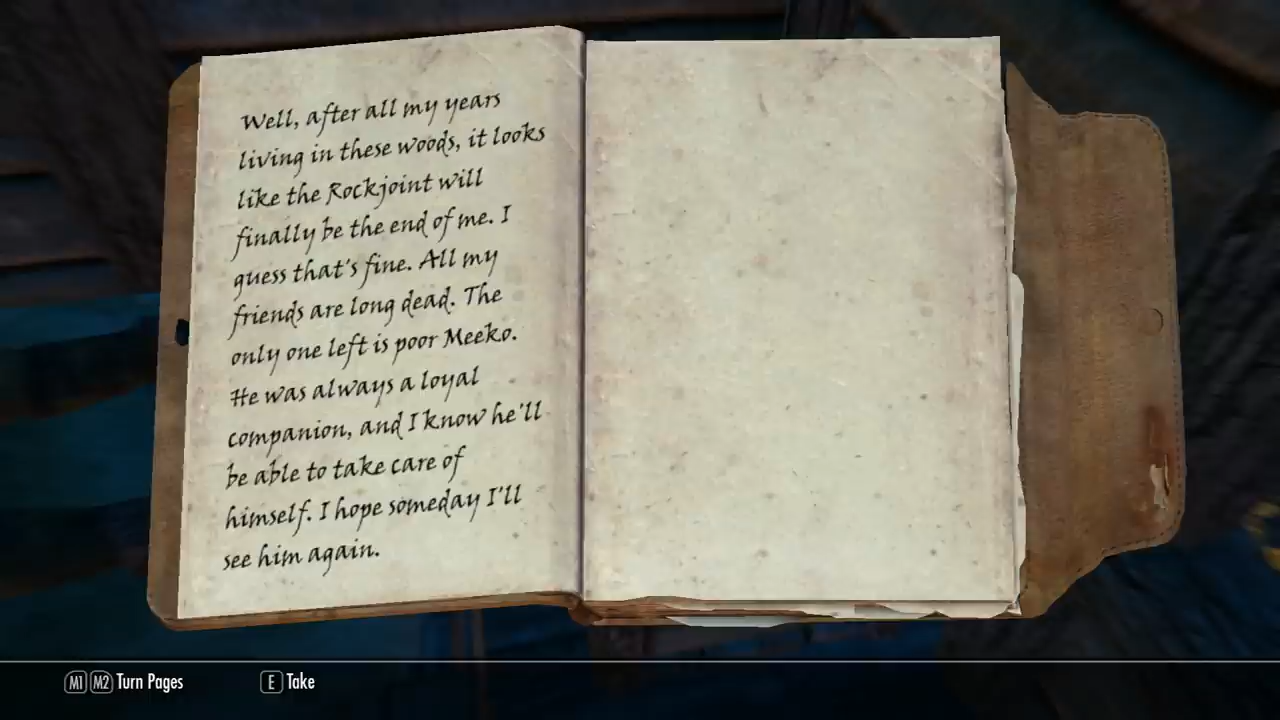 Well, after all my years
living in these woods, it looks
like the Rockjoint will
finally be the end of me. I
guess that's fine. All my
friends are long dead. The
only one left is poor Meeko.
He was always a loyal
companion, and I know he'll
be able to take care of
himself. I hope someday I'll
see him again.
M1 M2 Turn Pages
E Take